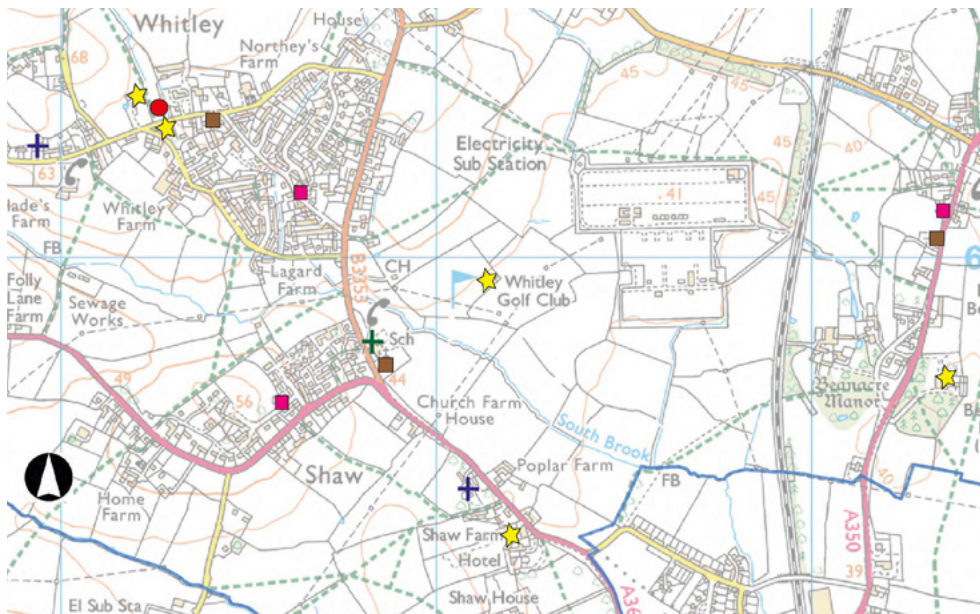 Whitley
House
Northey's
Farm
68
45
45
40
Electricity
Sub Station
45
41
45
63
Whitley
Farm
lade's
Farm
FB
B3353
CH
Lagard
Farm
Whitley
Golf Club
6
Folly
Lane
Farm
Sewage
Works
Sch
49
56
44
Beanacre
Manor
B
Church Farm
House
South Brook
Shaw
Poplar Farm
FB
40
Home
Farm
A350
Shaw Farm
Hotel
39
Shaw House
A36
El Sub Sta